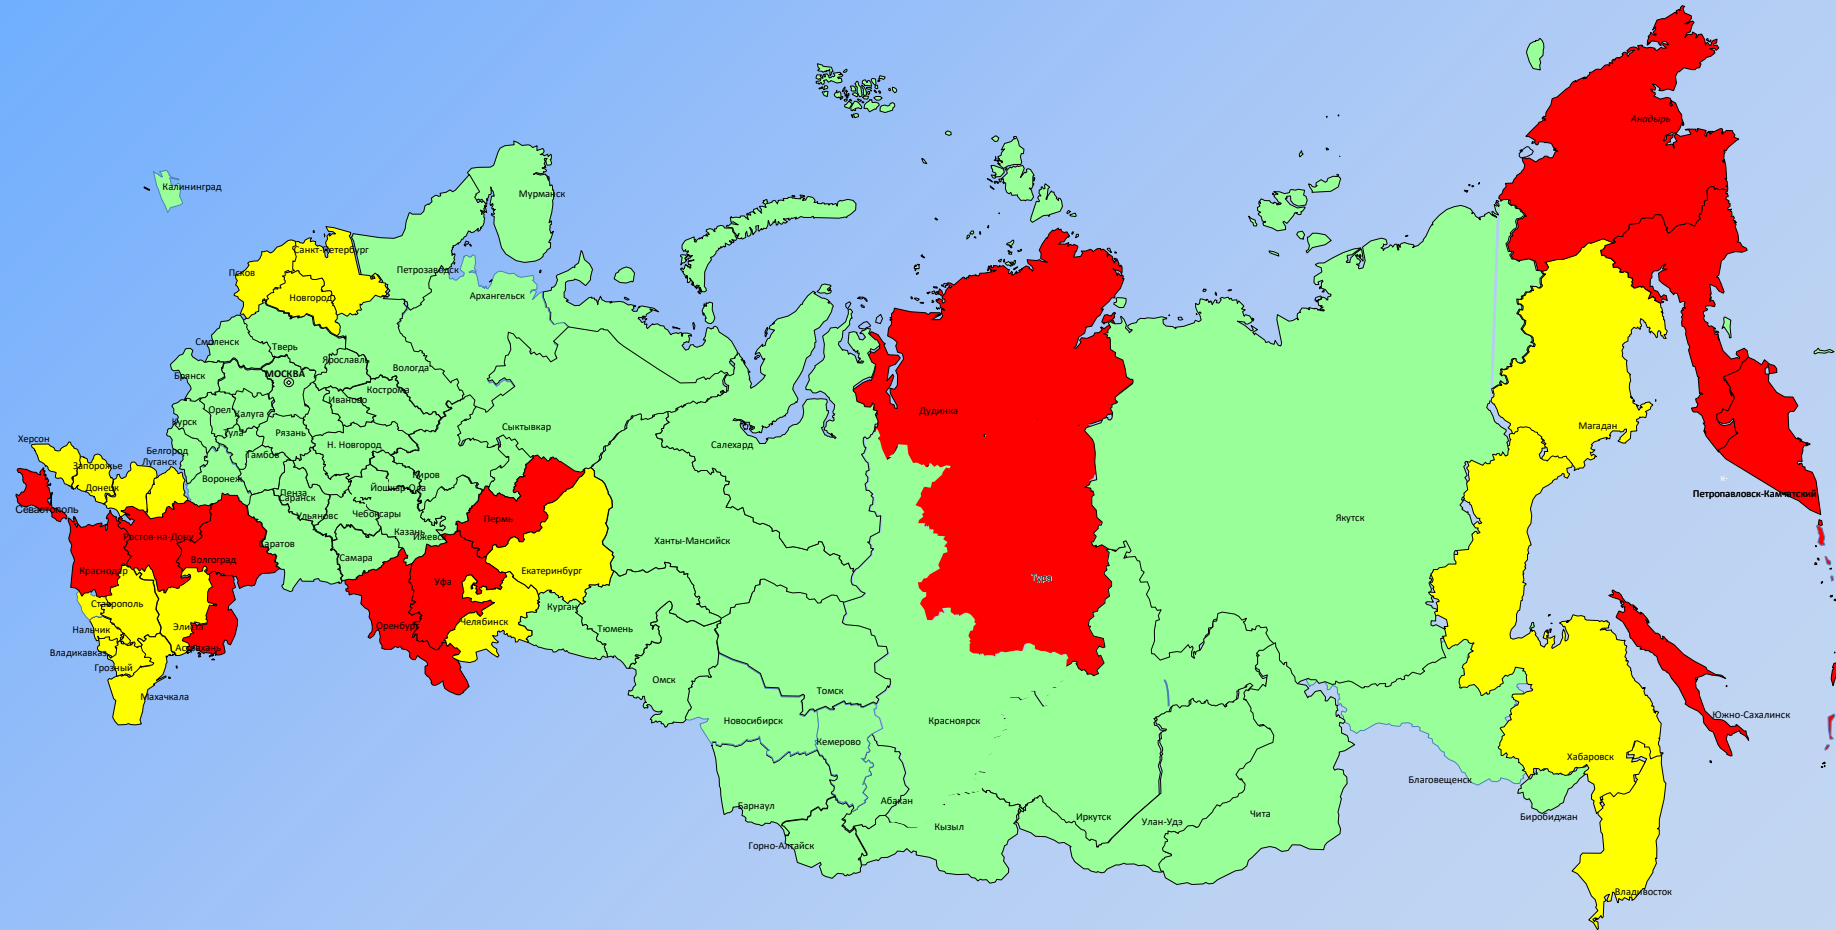 Анадырь
Калининград
Мурманск
Санкт-Петербург
Псков
Петрозаводск
Новгород
Архангельск
Смоленск
Тверь
Ярославль
Вологда
Брянск
МОСКВА
Кострома
Иваново
Орел
Калуга
Дудинка
Курск
Тула
Рязань
Магадан
Сыктывкар
Херсон
Н. Новгород
Салехард
Белгород
Тамбов
Луганск
Запорожье
Воронеж
Киров
Донецк
Пенза
Йошкар-Ола
Саранск
Петропавловск-Камчатский
Севастополь
Ульяновс
Чебоксары
Пермь
Якутск
Ростов-на-Дону
Казань
Ижевск
Саратов
Ханты-Мансийск
Волгоград
Самара
Краснодар
Екатеринбург
Уфа
Тура
Ставрополь
Курган
Нальчик
Элиста
Оренбург
Челябинск
Тюмень
Владикавказ
Астрахань
Грозный
Омск
Махачкала
Томск
Южно-Сахалинск
Новосибирск
Красноярск
Кемерово
Хабаровск
Благовещенск
Барнаул
Абакан
Иркутск
Улан-Удэ
Чита
Биробиджан
Кызыл
Горно-Алтайск
Владивосток